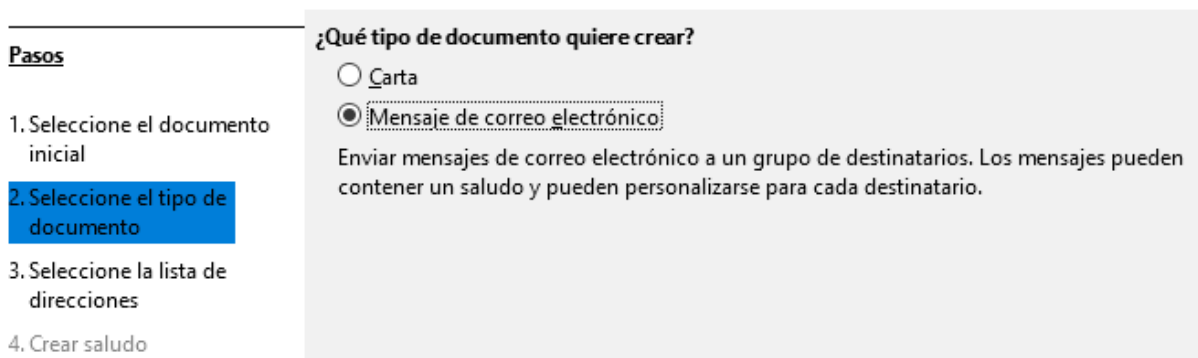 Pasos
1. Seleccione el documento
inicial
2. Seleccione el tipo de
documento
3. Seleccione la lista de
direcciones
4. Crear saludo
¿Qué tipo de documento quiere crear?
Carta
Mensaje de correo electrónico
Enviar mensajes de correo electrónico a un grupo de destinatarios. Los mensajes pueden
contener un saludo y pueden personalizarse para cada destinatario.